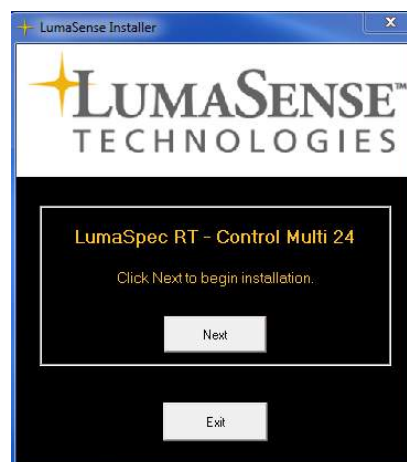 LumaSense Installer
LUMASENSE™
TECHNOLOGIES
LumaSpec RT - Control Multi 24
Click Next to begin installation.
Next
Exit